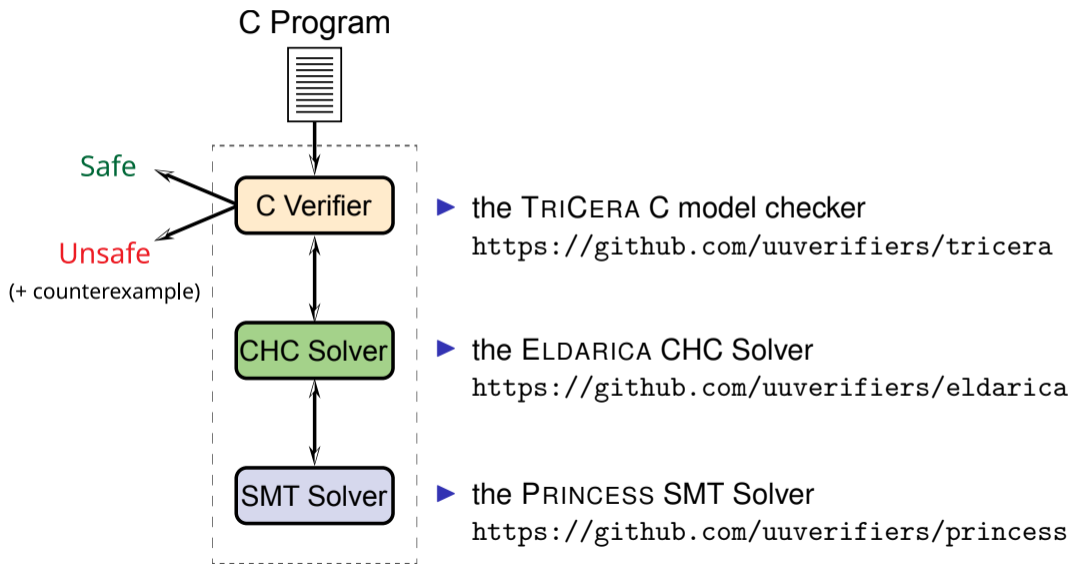 C Program
Safe
Unsafe
(+ counterexample)
C Verifier
CHC Solver
SMT Solver
the TRICERA C model checker
https://github.com/uuverifiers/tricera
the ELDARICA CHC Solver
https://github.com/uuverifiers/eldarica
the PRINCESS SMT Solver
https://github.com/uuverifiers/princess